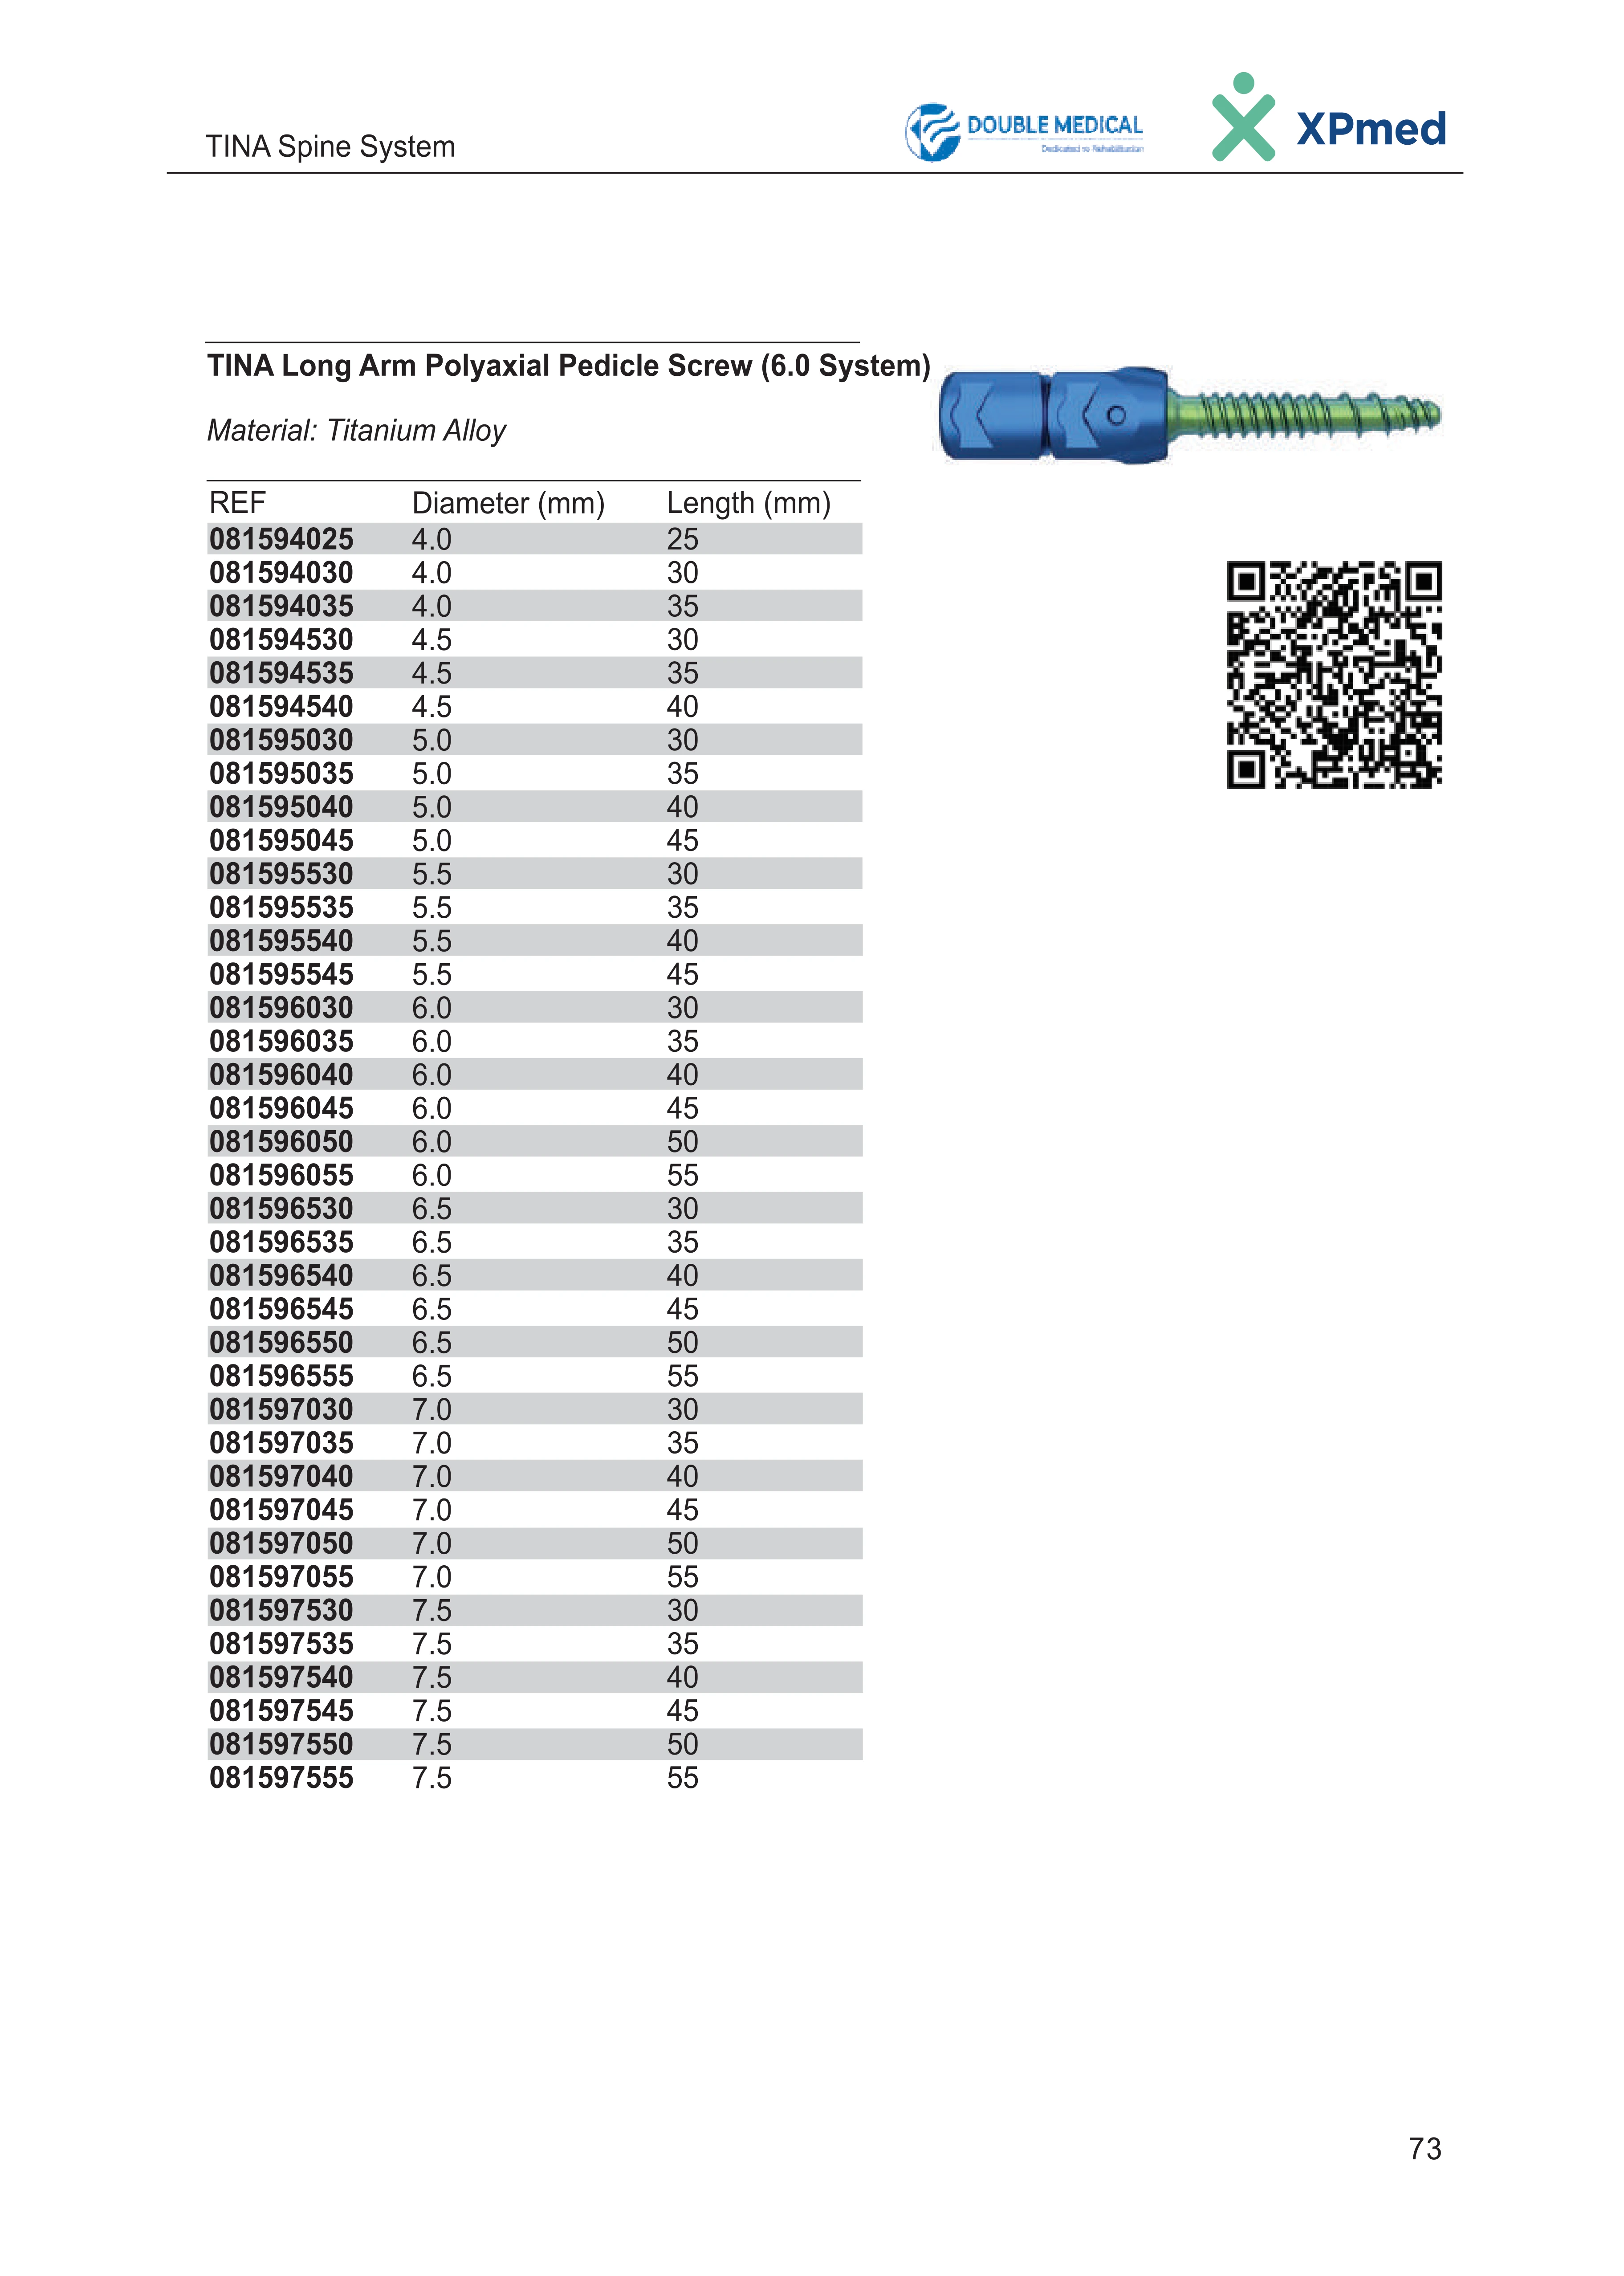 TINA Spine System
DOUBLE MEDICAL
Dedicated to Rehabilitation
XPmed
TINA Long Arm Polyaxial Pedicle Screw (6.0 System)
Material: Titanium Alloy
REF Diameter (mm) Length (mm)
081594025 4.0 25
081594030 4.0 30
081594035 4.0 35
081594530 4.5 30
081594535 4.5 35
081594540 4.5 40
081595030 5.0 30
081595035 5.0 35
081595040 5.0 40
081595045 5.0 45
081595530 5.5 30
081595535 5.5 35
081595540 5.5 40
081595545 5.5 45
081596030 6.0 30
081596035 6.0 35
081596040 6.0 40
081596045 6.0 45
081596050 6.0 50
081596055 6.0 55
081596530 6.5 30
081596535 6.5 35
081596540 6.5 40
081596545 6.5 45
081596550 6.5 50
081596555 6.5 55
081597030 7.0 30
081597035 7.0 35
081597040 7.0 40
081597045 7.0 45
081597050 7.0 50
081597055 7.0 55
081597530 7.5 30
081597535 7.5 35
081597540 7.5 40
081597545 7.5 45
081597550 7.5 50
081597555 7.5 55
73